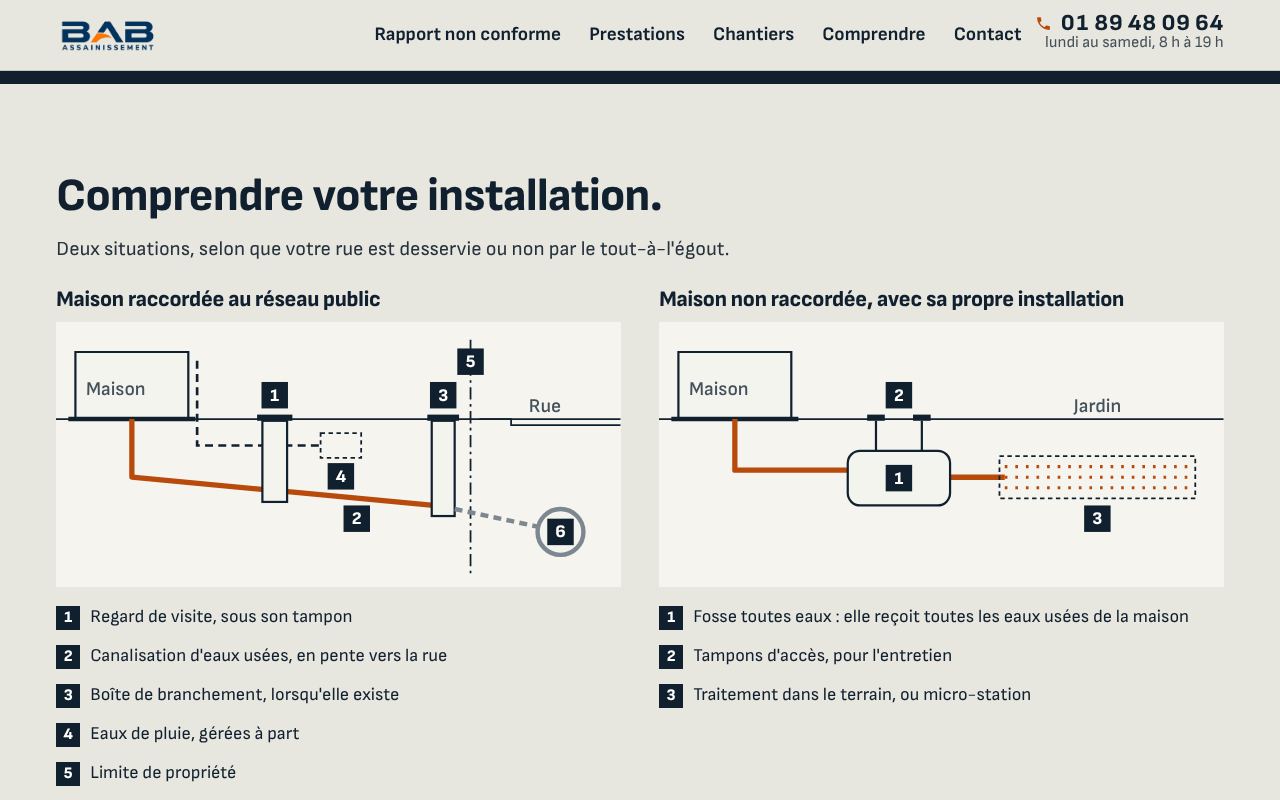 BAB
ASSAINISSEMENT
Rapport non conforme
Prestations
Chantiers
Comprendre
Contact
01 89 48 09 64
lundi au samedi, 8 h à 19 h
Comprendre votre installation.
Deux situations, selon que votre rue est desservie ou non par le tout-à-l'égout.
Maison raccordée au réseau public
Maison
1
3
5
Rue
4
2
6
1 Regard de visite, sous son tampon
2 Canalisation d'eaux usées, en pente vers la rue
3 Boîte de branchement, lorsqu'elle existe
4 Eaux de pluie, gérées à part
5 Limite de propriété
Maison non raccordée, avec sa propre installation
Maison
2
Jardin
1
3
1 Fosse toutes eaux : elle reçoit toutes les eaux usées de la maison
2 Tampons d'accès, pour l'entretien
3 Traitement dans le terrain, ou micro-station